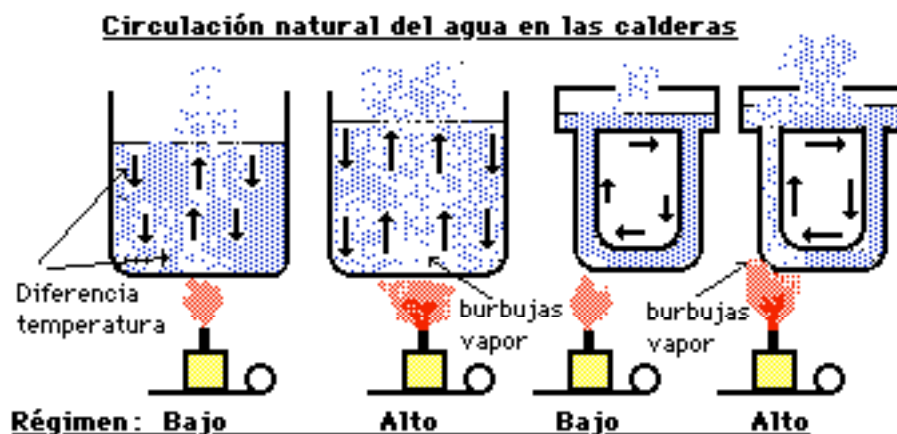 Circulación natural del agua en las calderas
Diferencia
temperatura
burbujas
vapor
burbujas
vapor
Régimen: Bajo Alto Bajo Alto